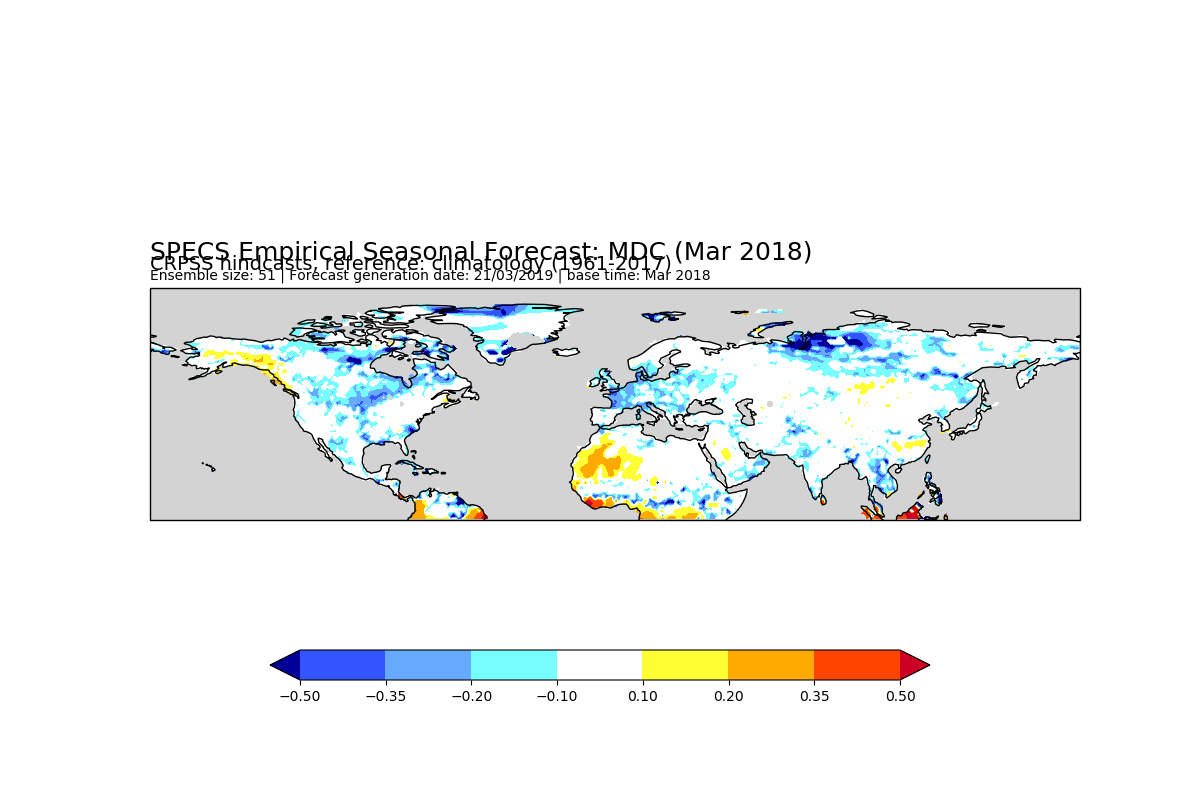 SPECS Empirical Seasonal Forecast: MDC (Mar 2018)
CRPSS hindcasts, reference: climatology (1961-2017)
Ensemble size: 51 | Forecast generation date: 21/03/2019 | base time: Mar 2018
−0.50 −0.35 −0.20 −0.10 0.10 0.20 0.35 0.50